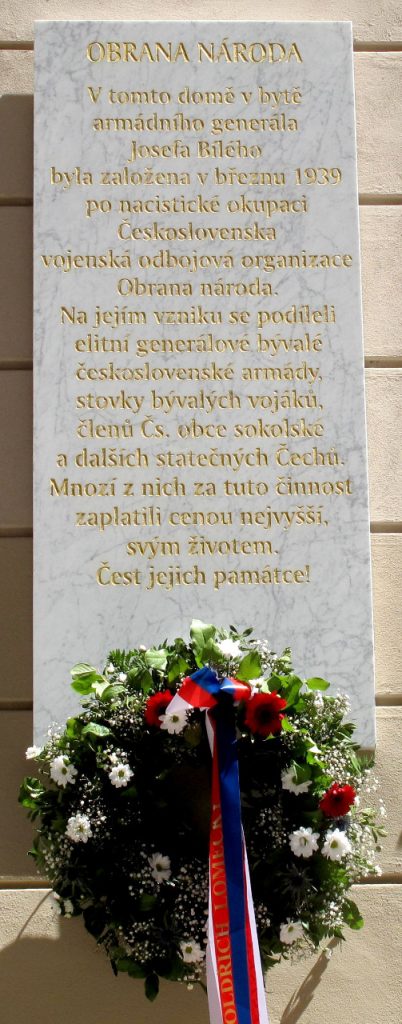 OBRANA NÁRODA
V tomto domě v bytě
armádního generála
Josefa Bílého
byla založena v březnu 1939
po nacistické okupaci
Československa
vojenská odbojová organizace
Obrana národa.
Na jejím vzniku se podíleli
elitní generálové bývalé
československé armády,
stovky bývalých vojáků,
členů Čs. obce sokolské
a dalších statečných Čechů.
Mnozí z nich za tuto činnost
zaplatili cenou nejvyšší,
svým životem.
Čest jejich památce!
OLDŘICH LOMECKÝ